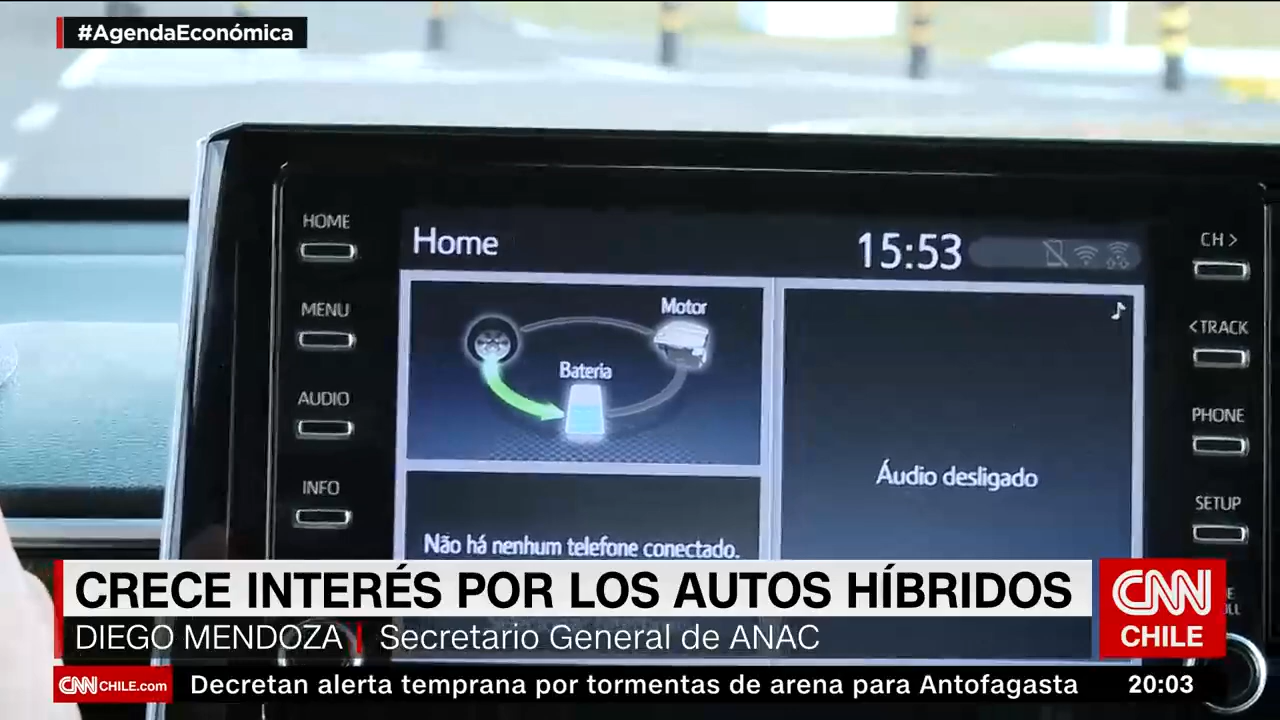 #AgendaEconómica
HOME
MENU
AUDIO
INFO
Home
15:53
Motor
Bateria
Áudio desligado
Não há nenhum telefone conectado.
CH >
<TRACK
PHONE
SETUP
CRECE INTERÉS POR LOS AUTOS HÍBRIDOS
DIEGO MENDOZA | Secretario General de ANAC
CNN
CHILE
CNNCHILE.com
Decretan alerta temprana por tormentas de arena para Antofagasta
20:03